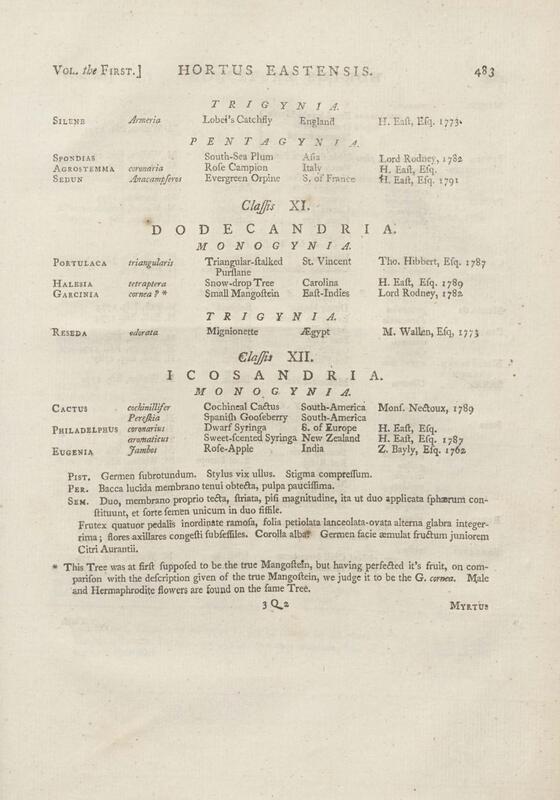 VOL. the FIRST.] HORTUS EASTENSIS. 483
TRIGYNIA.
SILENE Armeria Lobel's Catchfly England H. Eaſt, Eſq. 1773.
PENTAGYNIA.
SPONDIAS South-Sea Plum Aſia Lord Rodney, 1782
AGROSTEMMA coronaria Roſe Campion Italy H. Eaſt, Eſq.
SEDUN Anacampſeros Evergreen Orpine S. of France H. Eaſt, Eſq. 1791
Claſſis XI.
DODECANDRIA.
MONOGYNIA.
PORTULACA triangularis Triangular-ſtalked St. Vincent Tho. Hibbert, Eſq. 1787
Purſlane
HALESIA tetraptera Snow-drop Tree Carolina H. Eaſt, Eſq. 1789
GARCINIA cornea ? * Small Mangoſtein Eaſt-Indies Lord Rodney, 1782
TRIGYNIA.
RESEDA odorata Mignionette Ægypt M. Wallen, Eſq, 1773
Claſſis XII.
ICOSANDRIA.
MONOGYNIA.
CACTUS cochinillifer Cochineal Cactus South-America Monſ. Nectoux, 1789
Pereſkia Spaniſh Gooſeberry South-America
PHILADELPHUS coronarius Dwarf Syringa S. of Europe H. Eaſt, Eſq.
aromaticus Sweet-ſcented Syringa New Zealand H. Eaſt, Eſq. 1787
EUGENIA Jambos Roſe-Apple India Z. Bayly, Eſq. 1762
PIST. Germen ſubrotundum. Stylus vix ullus. Stigma compreſſum.
PER. Bacca lucida membrano tenui obtecta, pulpa pauciſſima.
SEM. Duo, membrano proprio tecta, ſtriata, piſi magnitudine, ita ut duo applicata ſphærum con-
ſtituunt, et ſorte ſemen unicum in duo fiſſile.
Frutex quatuor pedalis inordinate ramoſa, folia petiolata lanceolata-ovata alterna glabra integer-
rima; flores axillares congeſti ſubſeſſiles. Corolla alba? Germen facie æmulat fructum juniorem
Citri Aurantii.
* This Tree was at firſt ſuppoſed to be the true Mangoſtein, but having perfected it's fruit, on com-
pariſon with the deſcription given of the true Mangoſtein, we judge it to be the G. cornea. Male
and Hermaphrodite flowers are found on the ſame Tree.
3 Q 2 MYRTUS